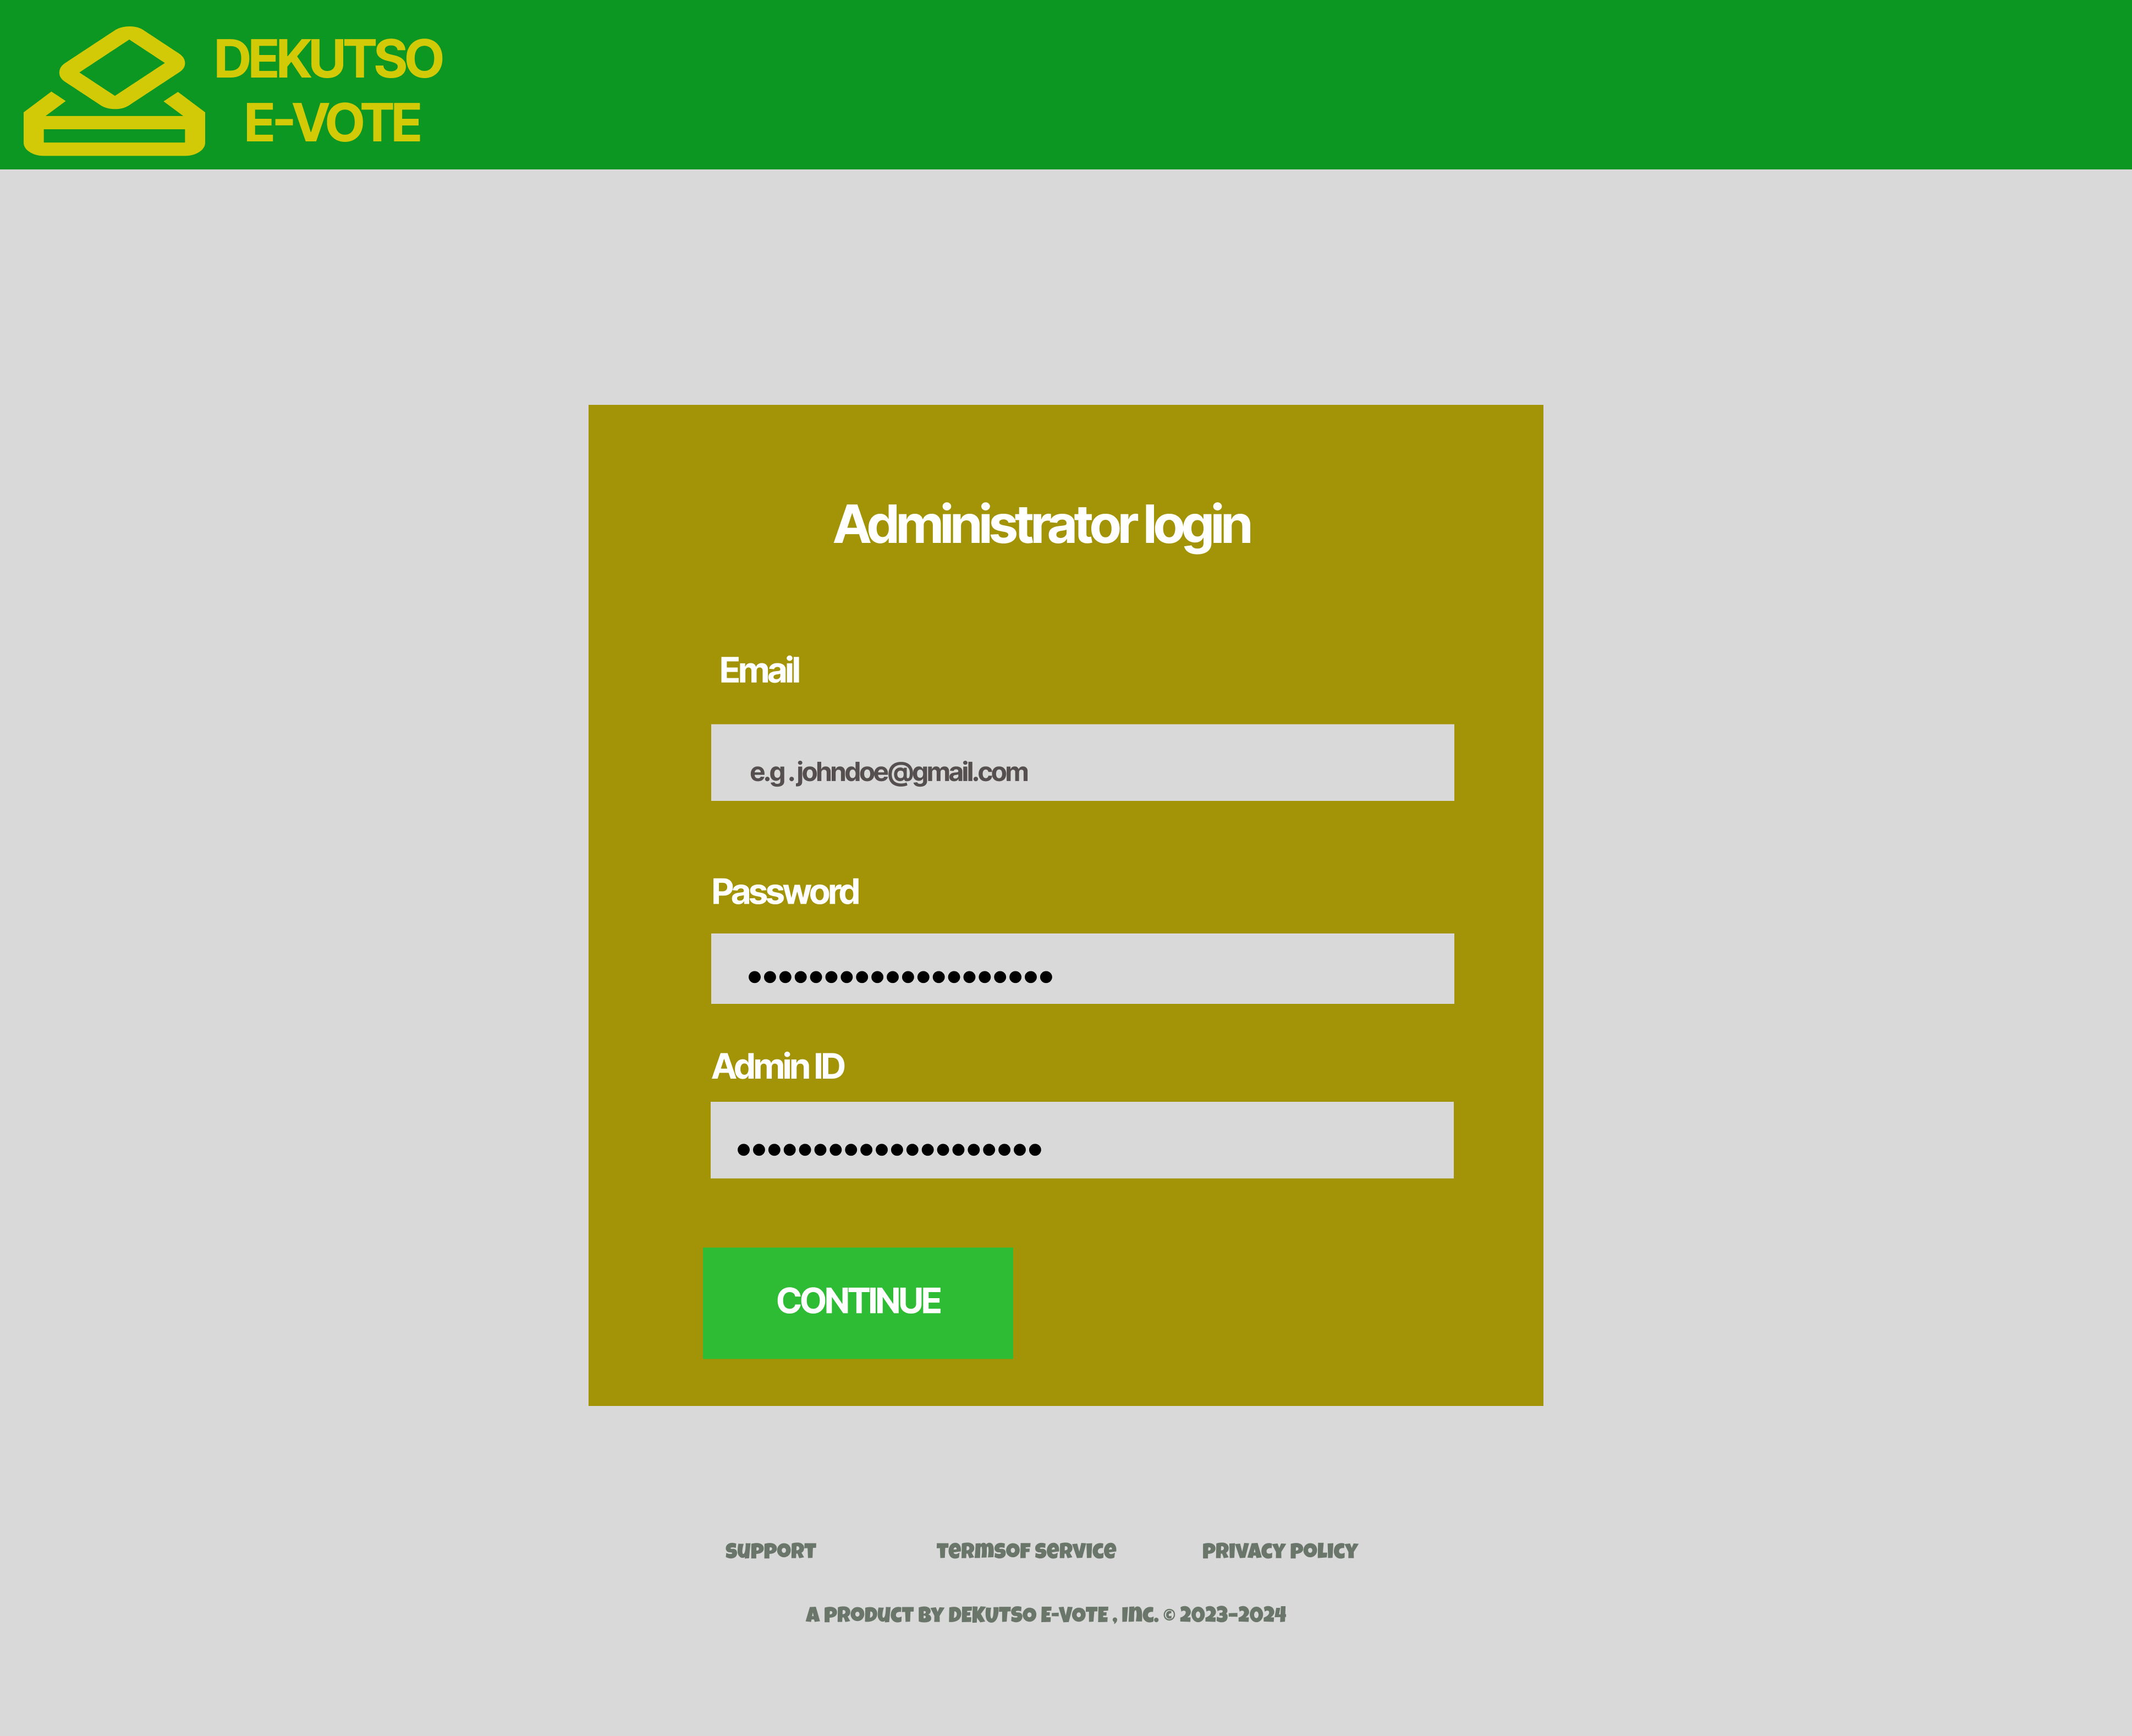 DEKUTSO
E-VOTE
Administrator login
Email
e.g . johndoe@gmail.com
Password
••••••••••••••••••••
Admin ID
••••••••••••••••••••
CONTINUE
Support Termsof Service Privacy Policy
A product by DEKUTSO E-VOTE , Inc. © 2023-2024